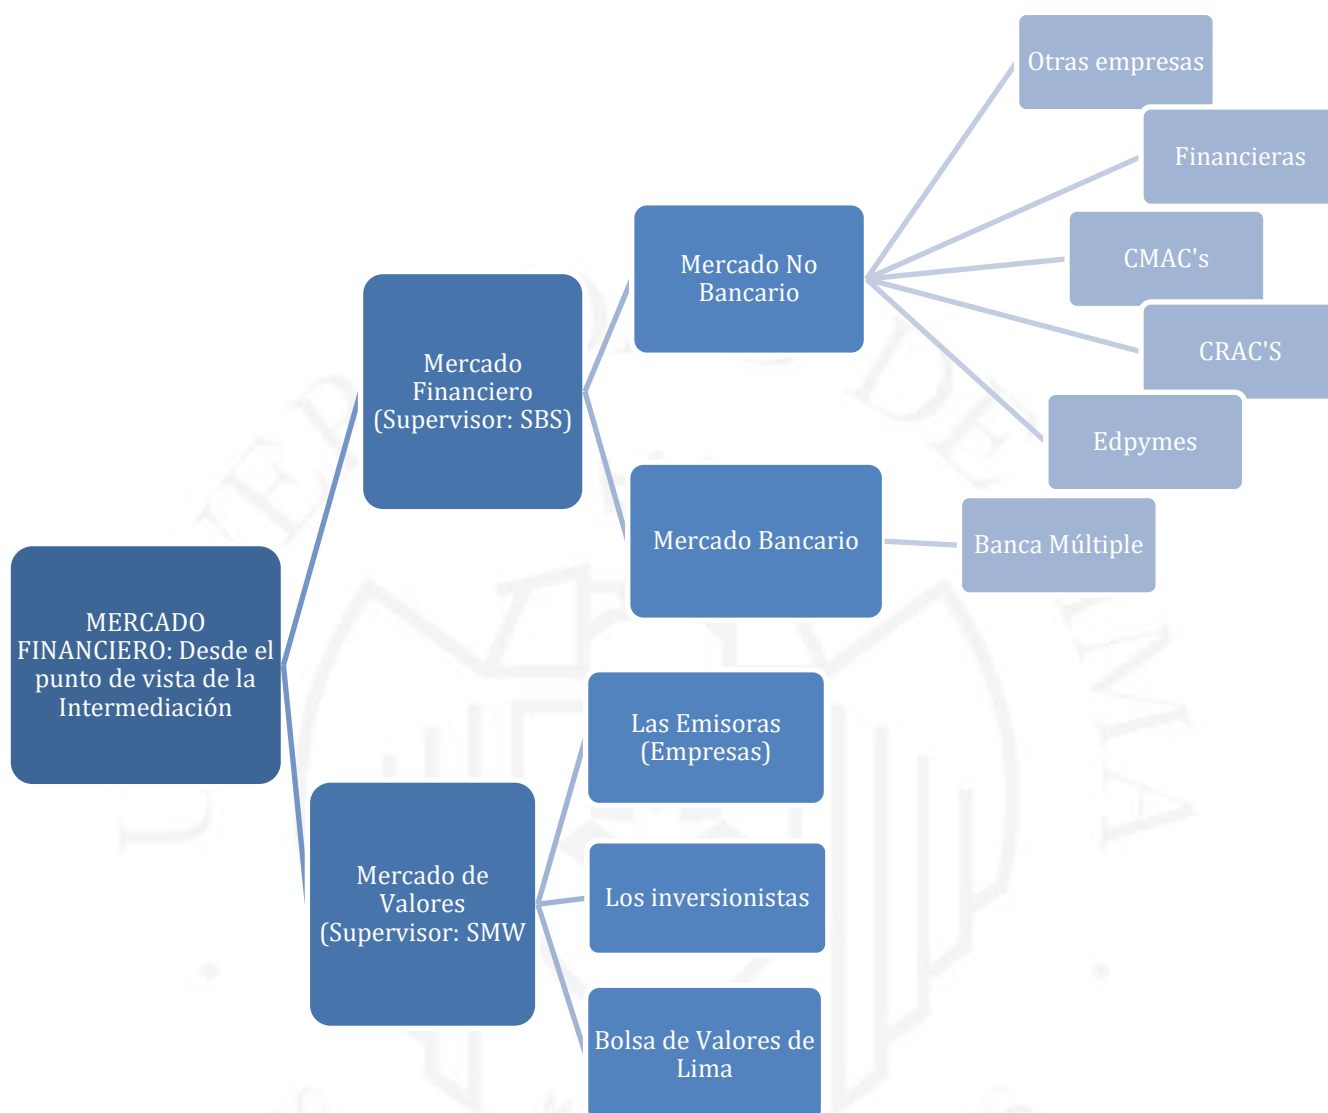 Otras empresas
Financieras
Mercado No
Bancario
CMAC's
CRAC'S
Mercado
Financiero
(Supervisor: SBS)
Edpymes
Mercado Bancario
Banca Múltiple
MERCADO
FINANCIERO: Desde el
punto de vista de la
Intermediación
Las Emisoras
(Empresas)
Mercado de
Valores
(Supervisor: SMW
Los inversionistas
Bolsa de Valores de
Lima